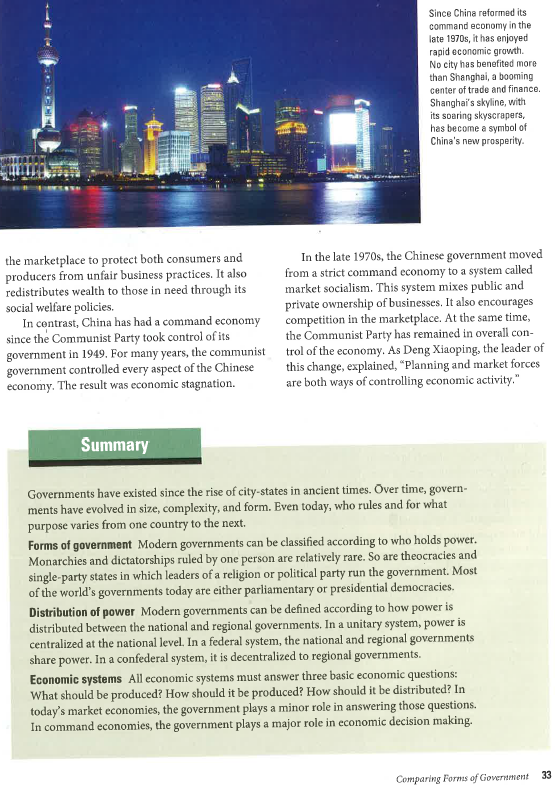 Since China reformed its
command economy in the
late 1970s, it has enjoyed
rapid economic growth.
No city has benefited more
than Shanghai, a booming
center of trade and finance.
Shanghai's skyline, with
its soaring skyscrapers,
has become a symbol of
China's new prosperity.
the marketplace to protect both consumers and
producers from unfair business practices. It also
redistributes wealth to those in need through its
social welfare policies.
In contrast, China has had a command economy
since the Communist Party took control of its
government in 1949. For many years, the communist
government controlled every aspect of the Chinese
economy. The result was economic stagnation.
In the late 1970s, the Chinese government moved
from a strict command economy to a system called
market socialism. This system mixes public and
private ownership of businesses. It also encourages
competition in the marketplace. At the same time,
the Communist Party has remained in overall con-
trol of the economy. As Deng Xiaoping, the leader of
this change, explained, “Planning and market forces
are both ways of controlling economic activity.”
Summary
Governments have existed since the rise of city-states in ancient times. Over time, govern-
ments have evolved in size, complexity, and form. Even today, who rules and for what
purpose varies from one country to the next.
Forms of government Modern governments can be classified according to who holds power.
Monarchies and dictatorships ruled by one person are relatively rare. So are theocracies and
single-party states in which leaders of a religion or political party run the government. Most
of the world's governments today are either parliamentary or presidential democracies.
Distribution of power Modern governments can be defined according to how power is
distributed between the national and regional governments. In a unitary system, power is
centralized at the national level. In a federal system, the national and regional governments
share power. In a confederal system, it is decentralized to regional governments.
Economic systems All economic systems must answer three basic economic questions:
What should be produced? How should it be produced? How should it be distributed? In
today's market economies, the government plays a minor role in answering those questions.
In command economies, the government plays a major role in economic decision making.
Comparing Forms of Government 33